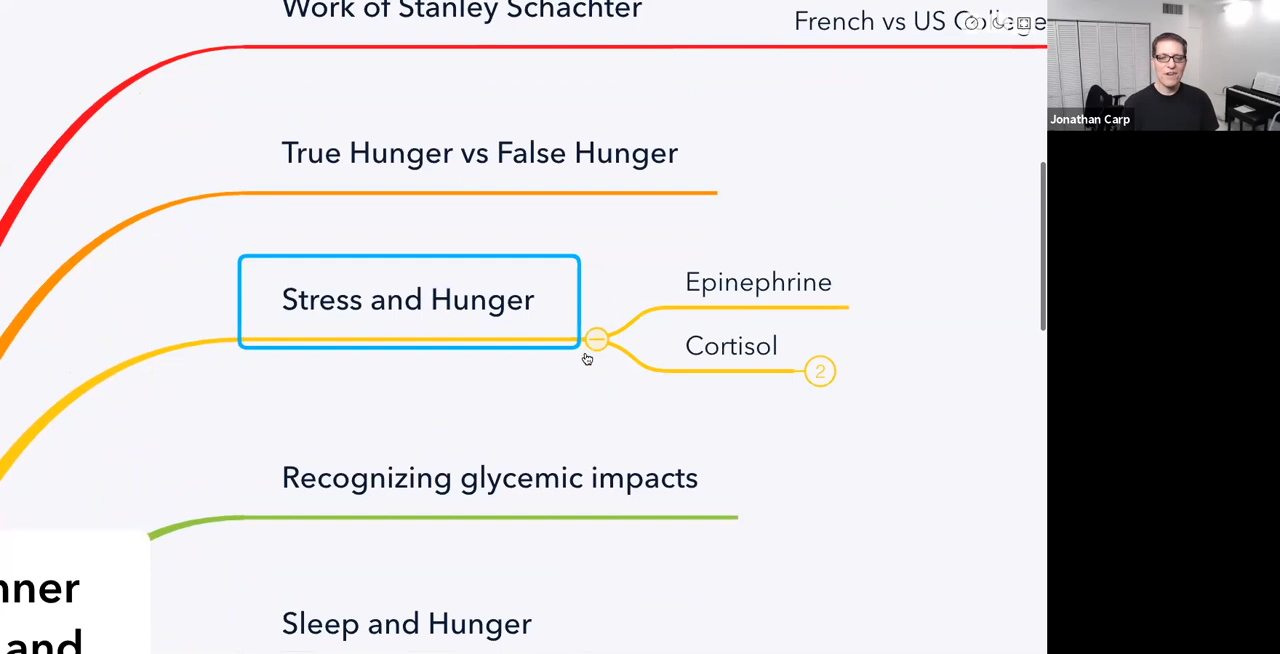 Work of Stanley Schachter
French vs US College
Jonathan Carp
True Hunger vs False Hunger
Stress and Hunger
Epinephrine
Cortisol
2
Recognizing glycemic impacts
nner
and
Sleep and Hunger